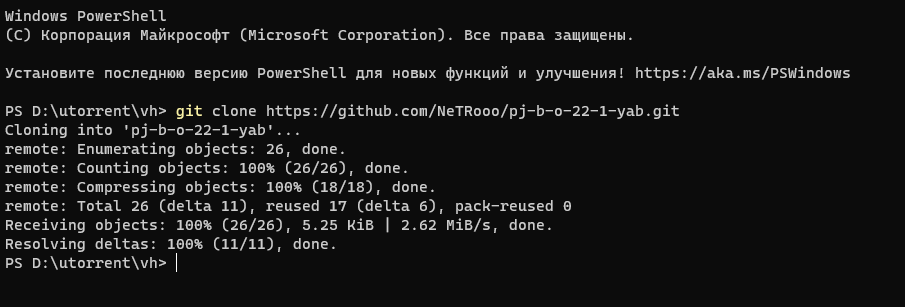 Windows PowerShell
(C) Корпорация Майкрософт (Microsoft Corporation). Все права защищены.
Установите последнюю версию PowerShell для новых функций и улучшения! https://aka.ms/PSWindows
PS D:\utorrent\vh> git clone https://github.com/NeTRooo/pj-b-o-22-1-yab.git
Cloning into 'pj-b-o-22-1-yab'...
remote: Enumerating objects: 26, done.
remote: Counting objects: 100% (26/26), done.
remote: Compressing objects: 100% (18/18), done.
remote: Total 26 (delta 11), reused 17 (delta 6), pack-reused 0
Receiving objects: 100% (26/26), 5.25 KiB | 2.62 MiB/s, done.
Resolving deltas: 100% (11/11), done.
PS D:\utorrent\vh>